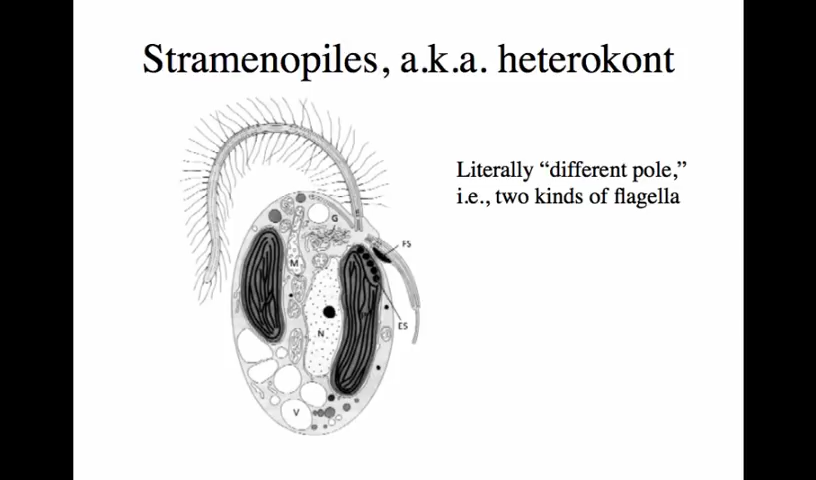 Stramenopiles, a.k.a. heterokont
Literally “different pole,”
i.e., two kinds of flagella
G
FS
M
ES
N
V